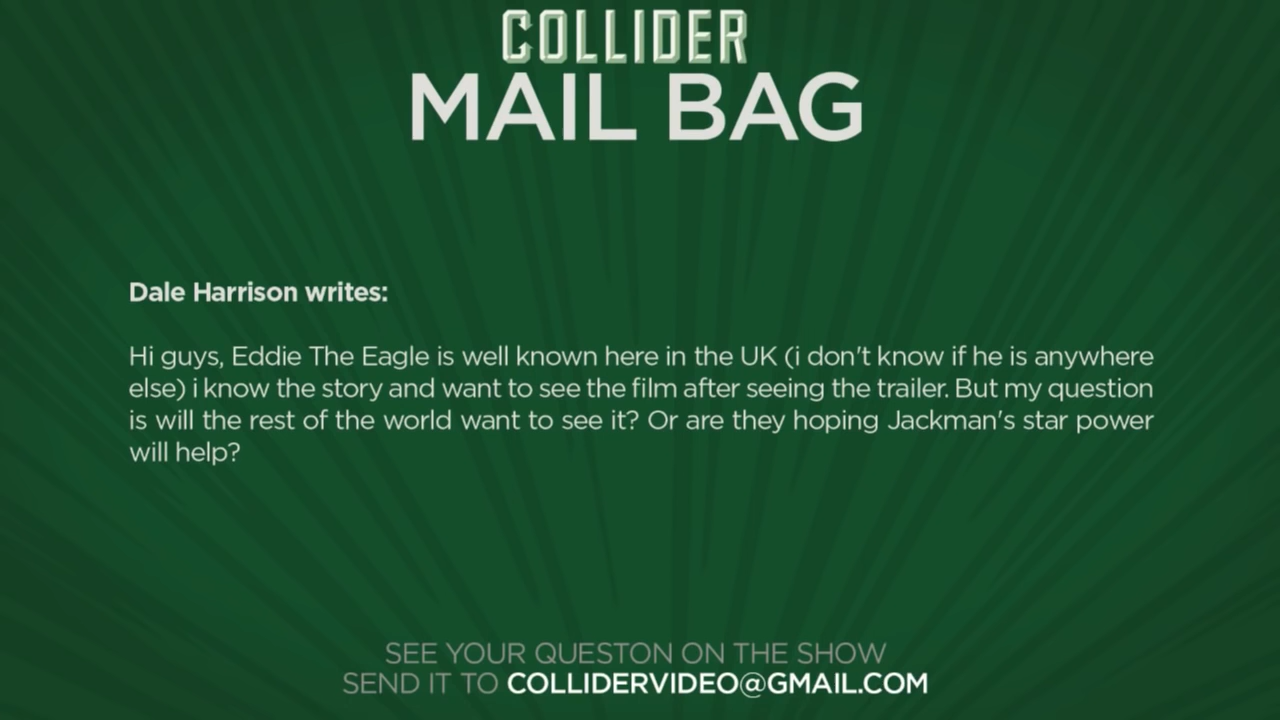 COLLIDER
MAIL BAG
Dale Harrison writes:
Hi guys, Eddie The Eagle is well known here in the UK (i don't know if he is anywhere
else) i know the story and want to see the film after seeing the trailer. But my question
is will the rest of the world want to see it? Or are they hoping Jackman's star power
will help?
SEE YOUR QUESTON ON THE SHOW
SEND IT TO COLLIDERVIDEO@GMAIL.COM